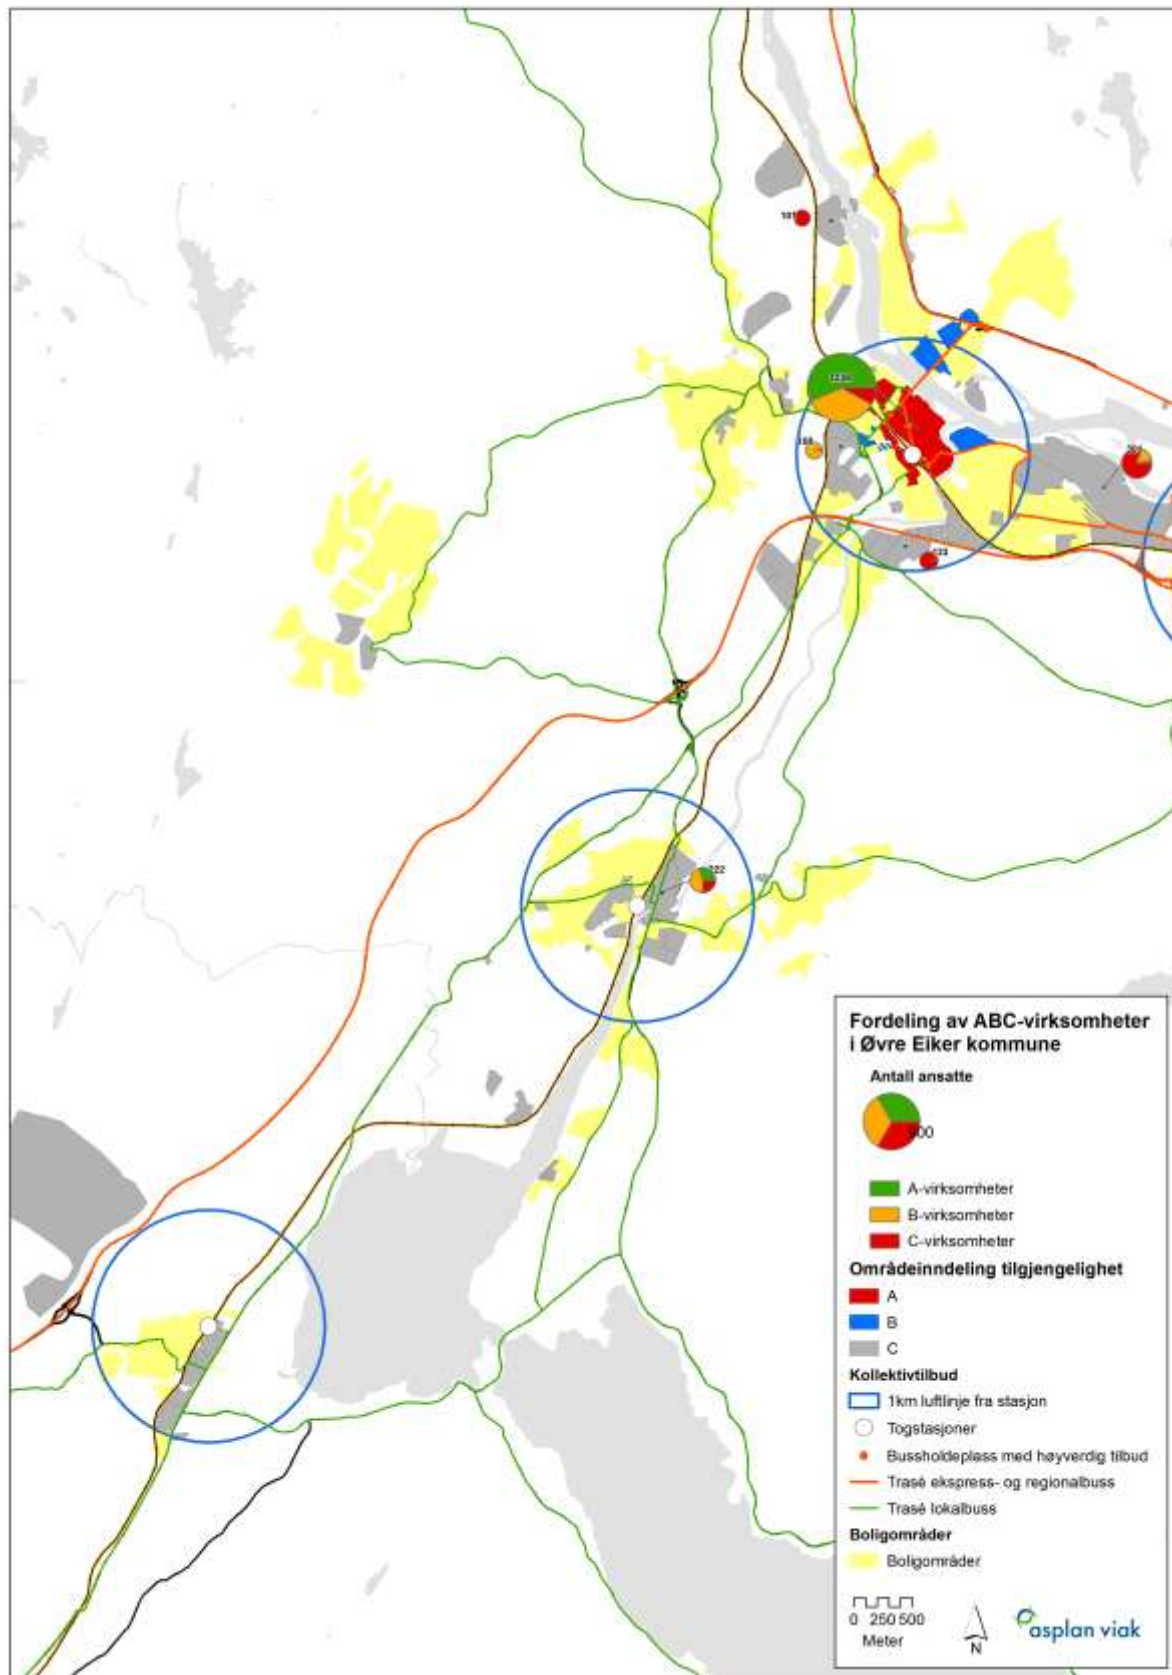 101
122
Fordeling av ABC-virksomheter
i Øvre Eiker kommune
Antall ansatte
A-virksomheter
B-virksomheter
C-virksomheter
Områdeinndeling tilgjengelighet
A
B
C
Kollektivtilbud
1km luftlinje fra stasjon
Togstasjoner
Bussholdeplass med høyverdig tilbud
Trasé ekspress- og regionalbuss
Trasé lokalbuss
Boligområder
Boligområder
0 250 500
Meter
N
asplan viak